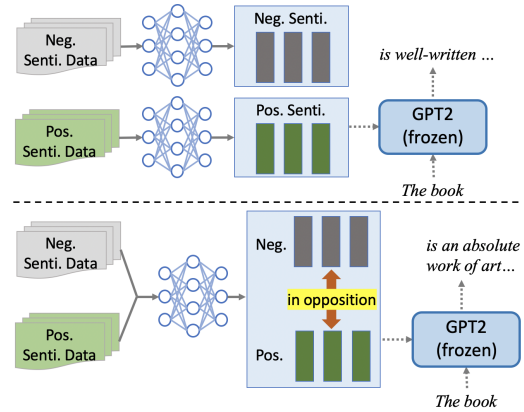 Neg.
Senti. Data
Neg. Senti.
is well-written ...
Pos.
Senti. Data
Pos. Senti.
GPT2
(frozen)
The book
Neg.
Senti. Data
Neg.
is an absolute
work of art...
in opposition
Pos.
Senti. Data
Pos.
GPT2
(frozen)
The book